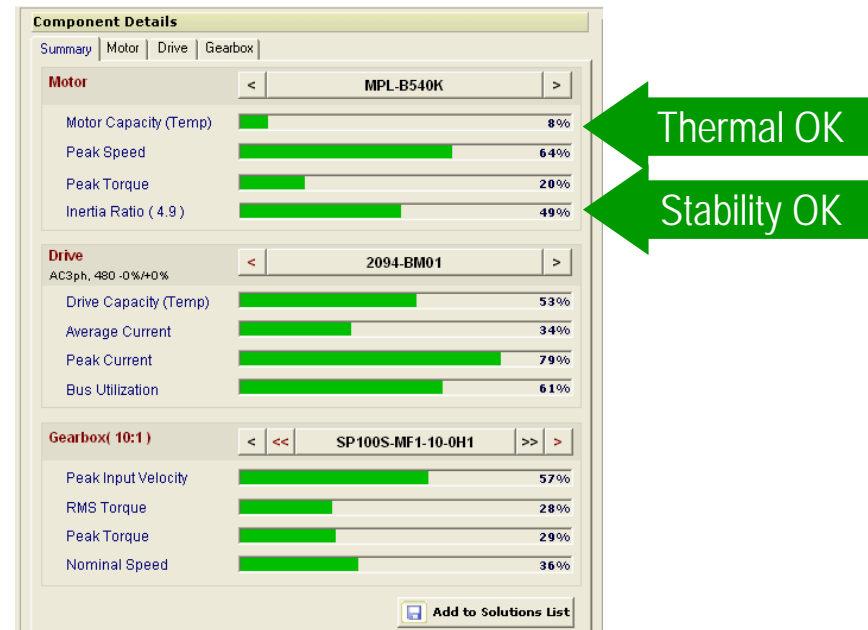 Component Details
Summary Motor Drive Gearbox
Motor < MPL-B540K >
Motor Capacity (Temp) 8% Thermal OK
Peak Speed 64%
Peak Torque 20%
Inertia Ratio ( 4.9 ) 49% Stability OK
Drive < 2094-BM01 >
AC3ph, 480 -0%/+0%
Drive Capacity (Temp) 53%
Average Current 34%
Peak Current 79%
Bus Utilization 61%
Gearbox( 10:1 ) < << SP100S-MF1-10-0H1 >> >
Peak Input Velocity 57%
RMS Torque 28%
Peak Torque 29%
Nominal Speed 36%
Add to Solutions List